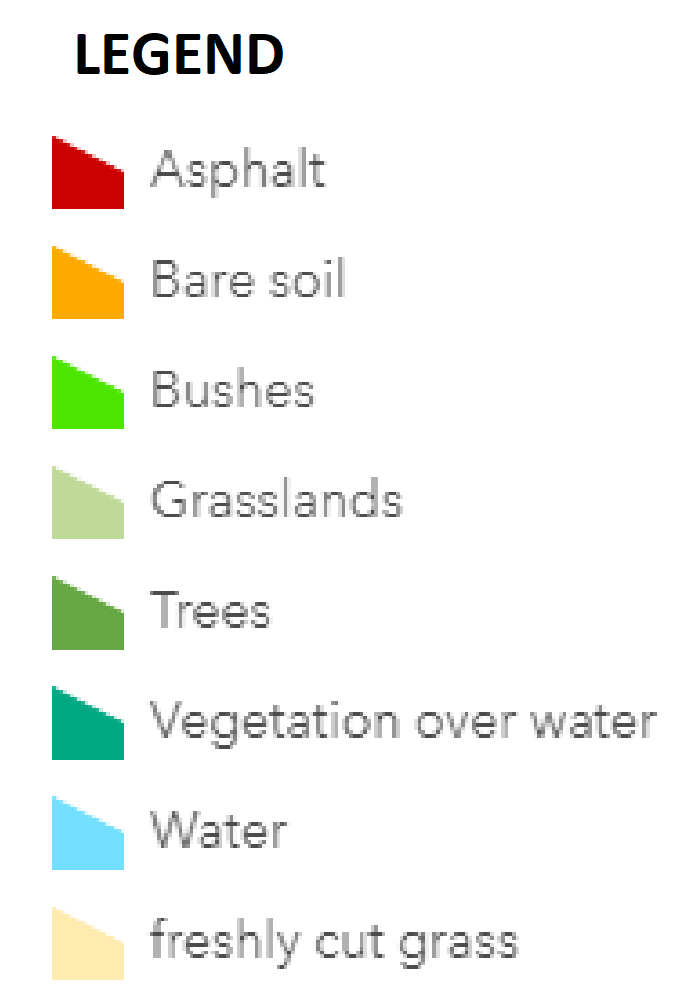 LEGEND
Asphalt
Bare soil
Bushes
Grasslands
Trees
Vegetation over water
Water
freshly cut grass